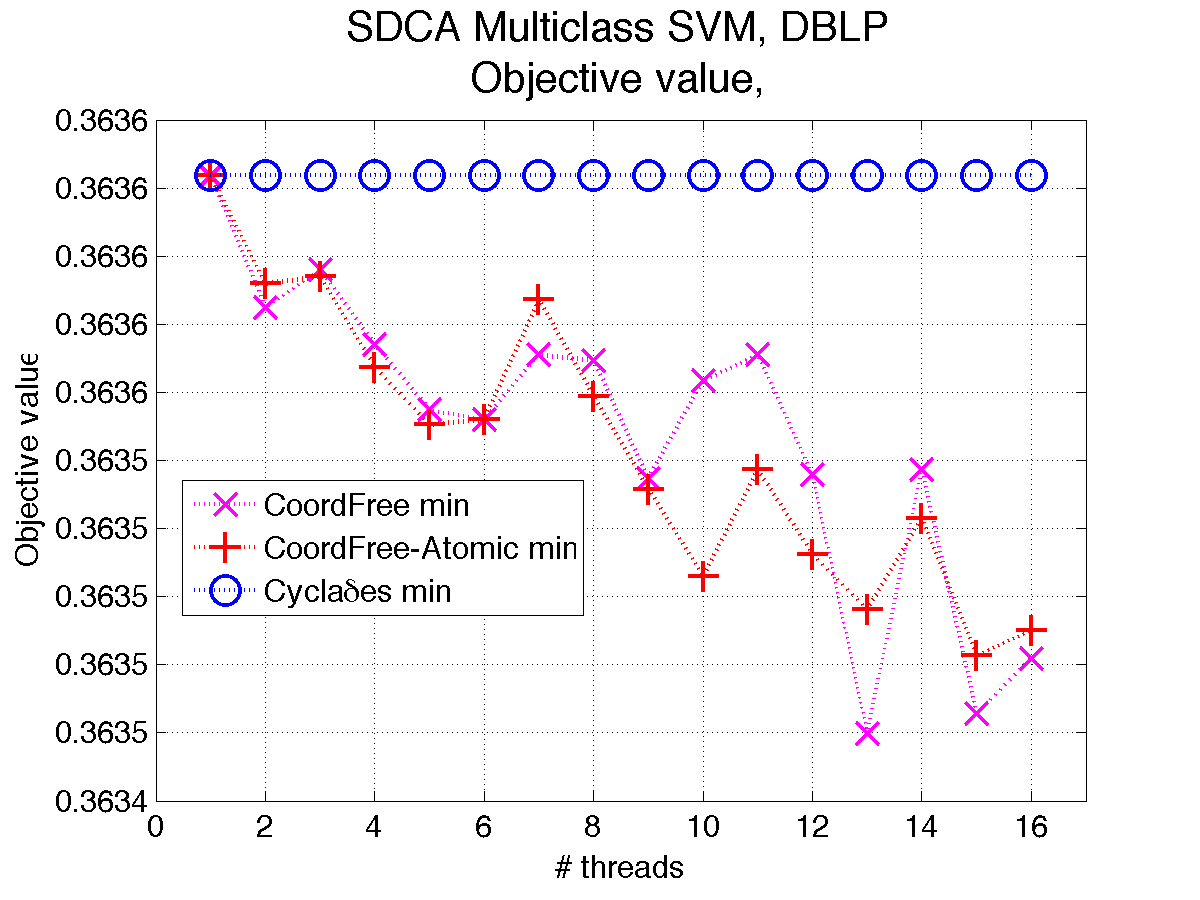 SDCA Multiclass SVM, DBLP
Objective value,
0.3636
0.3636
0.3636
0.3636
0.3636
0.3635
0.3635
0.3635
0.3635
0.3635
0.3634
Objective value
CoordFree min
CoordFree-Atomic min
Cyclaδes min
0 2 4 6 8 10 12 14 16
# threads